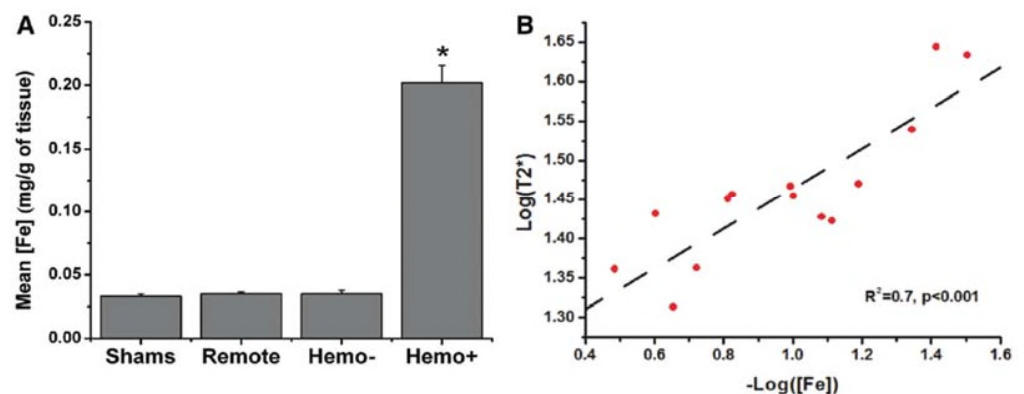 A
Mean [Fe] (mg/g of tissue)
0.25
0.20
0.15
0.10
0.05
0.00
*
Shams Remote Hemo- Hemo+
B
Log(T2*)
1.65
1.60
1.55
1.50
1.45
1.40
1.35
1.30
R²=0.7, p<0.001
0.4 0.6 0.8 1.0 1.2 1.4 1.6
-Log([Fe])